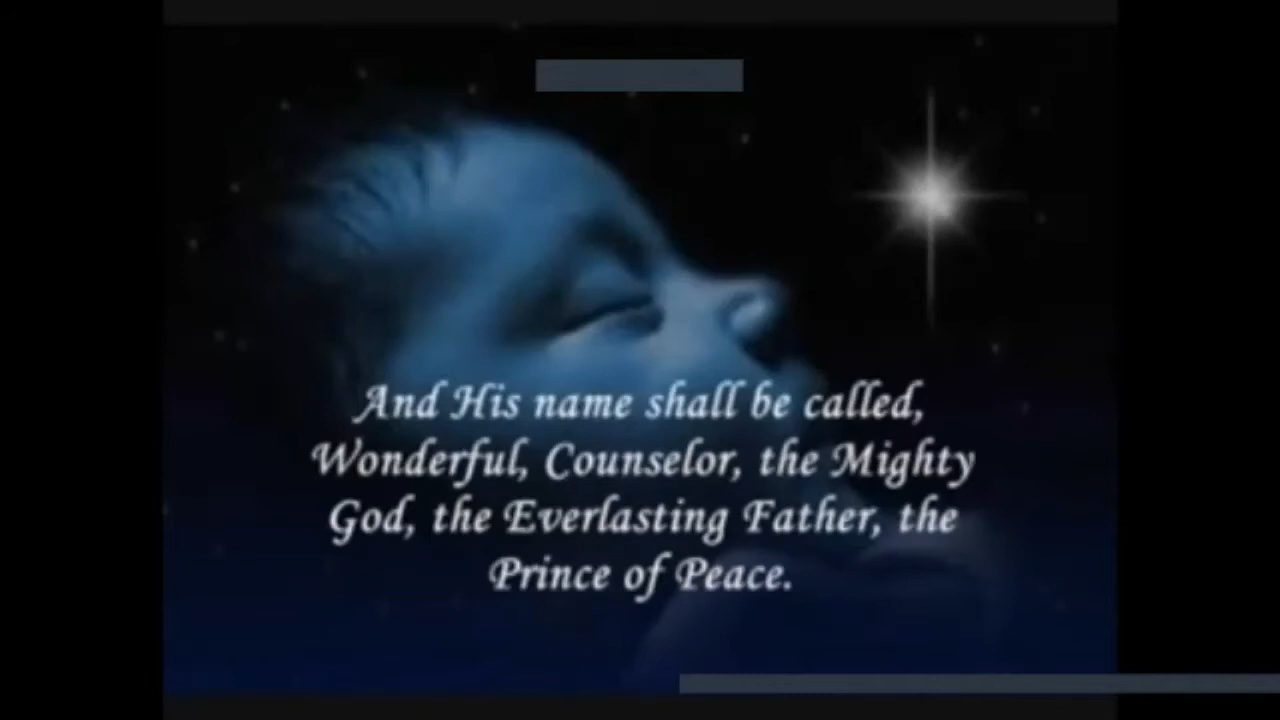 And His name shall be called,
Wonderful, Counselor, the Mighty
God, the Everlasting Father, the
Prince of Peace.